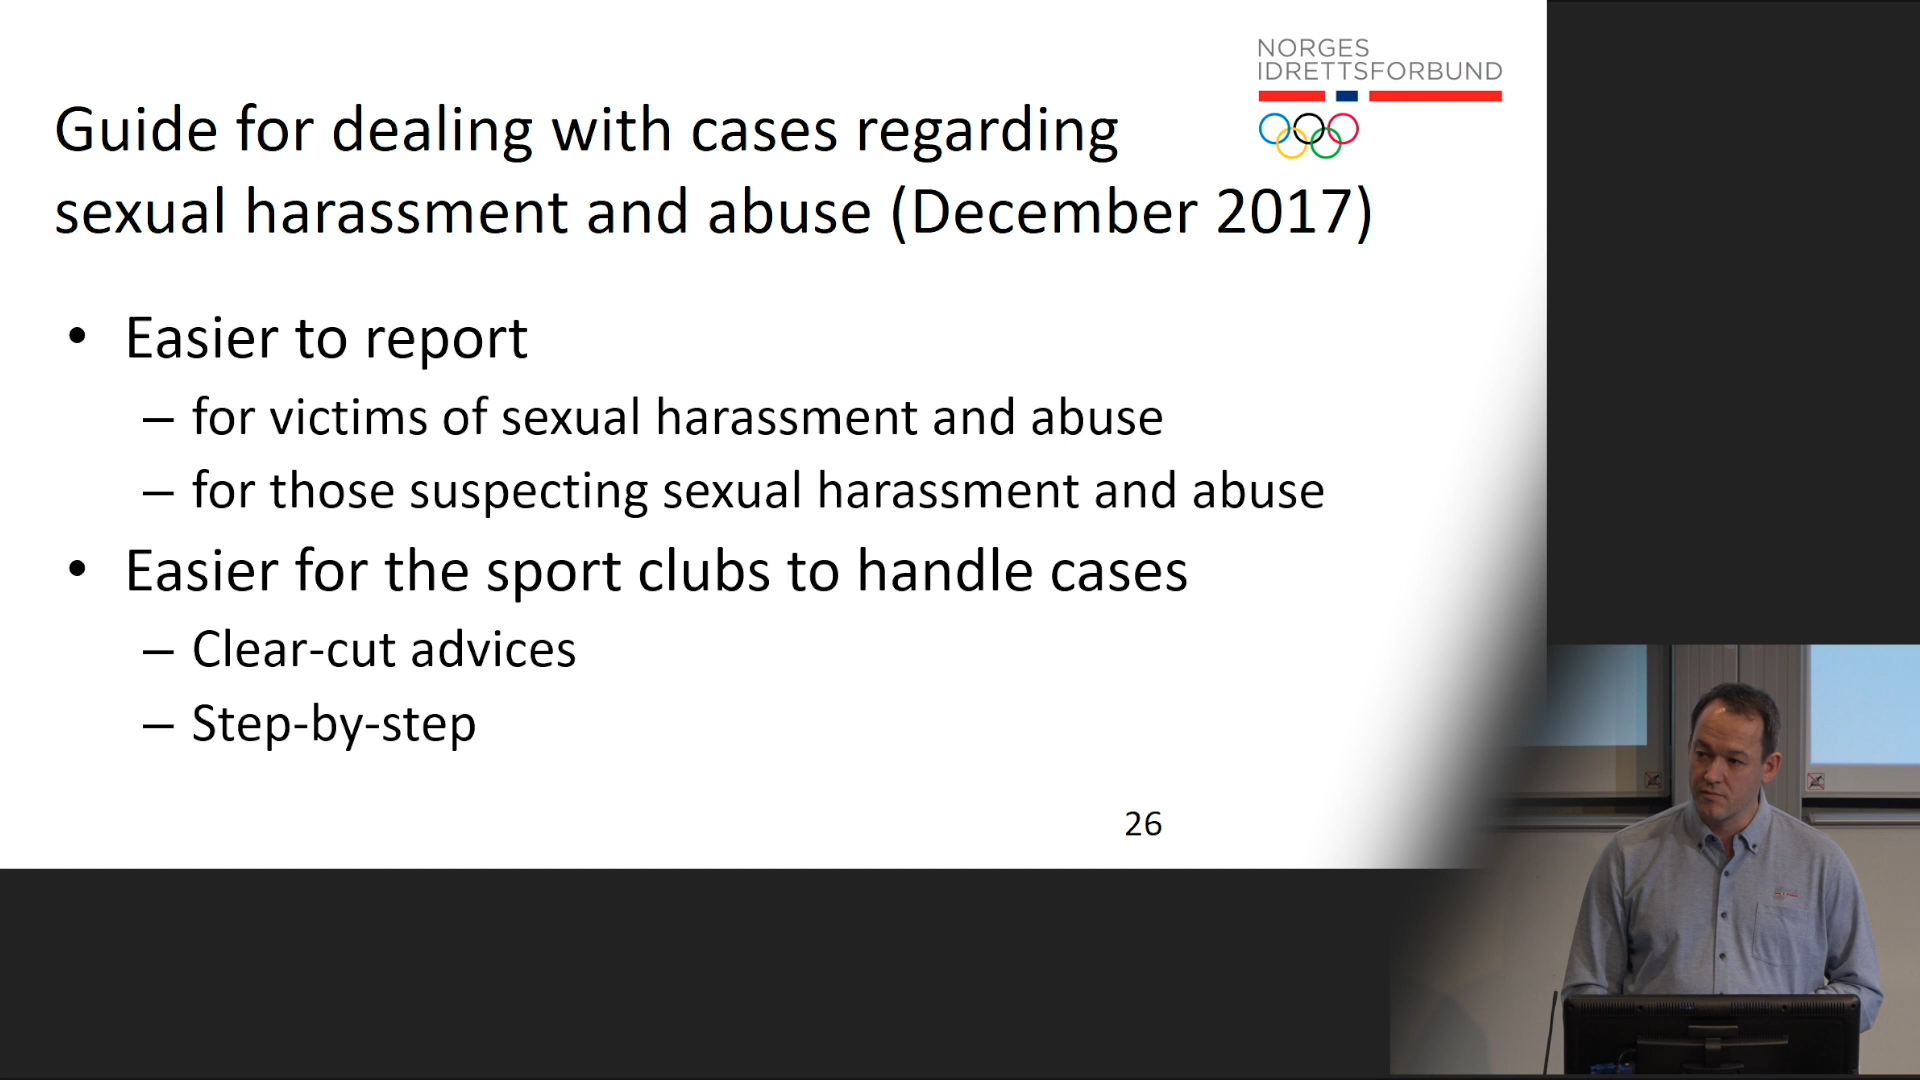 NORGES
IDRETTSFORBUND
Guide for dealing with cases regarding
sexual harassment and abuse (December 2017)
• Easier to report
– for victims of sexual harassment and abuse
– for those suspecting sexual harassment and abuse
• Easier for the sport clubs to handle cases
– Clear-cut advices
– Step-by-step
26